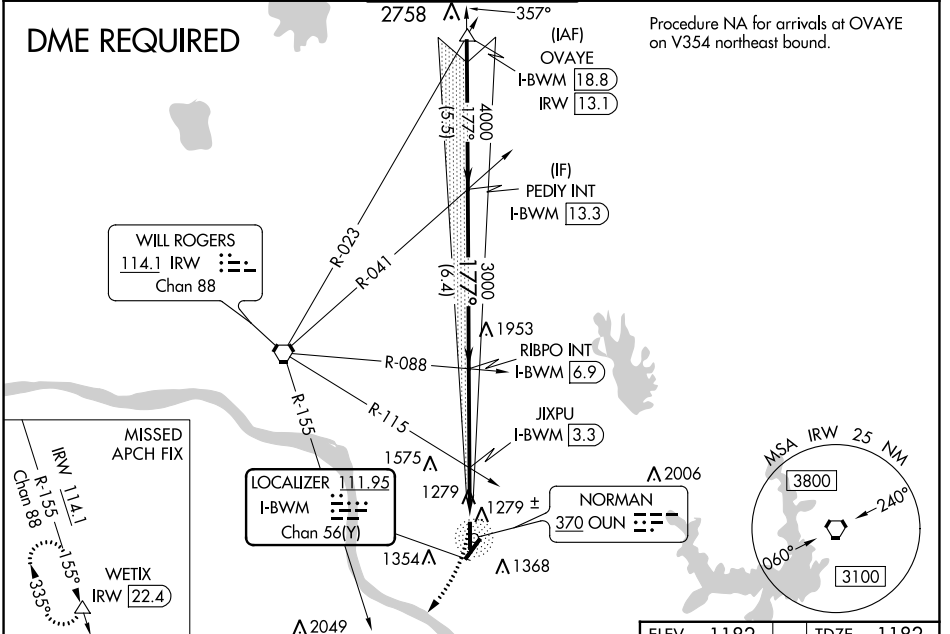 DME REQUIRED
2758
357°
Procedure NA for arrivals at OVAYE
on V354 northeast bound.
(IAF)
OVAYE
I-BWM 18.8
IRW 13.1
4000
177°
(5.5)
(IF)
PEDIY INT
I-BWM 13.3
R-023
R-041
WILL ROGERS
114.1 IRW
Chan 88
3000
177°
(6.4)
1953
RIBPO INT
I-BWM 6.9
R-088
R-115
R-155
JIXPU
I-BWM 3.3
MISSED
APCH FIX
IRW 114.1
R-155
Chan 88
155°
335°
WETIX
IRW 22.4
1575
LOCALIZER 111.95
I-BWM
Chan 56(Y)
1279
1279 ±
2006
NORMAN
370 OUN
1354
1368
2049
MSA IRW 25 NM
3800
240°
060°
3100
ELEV 1182
TDZE 1182